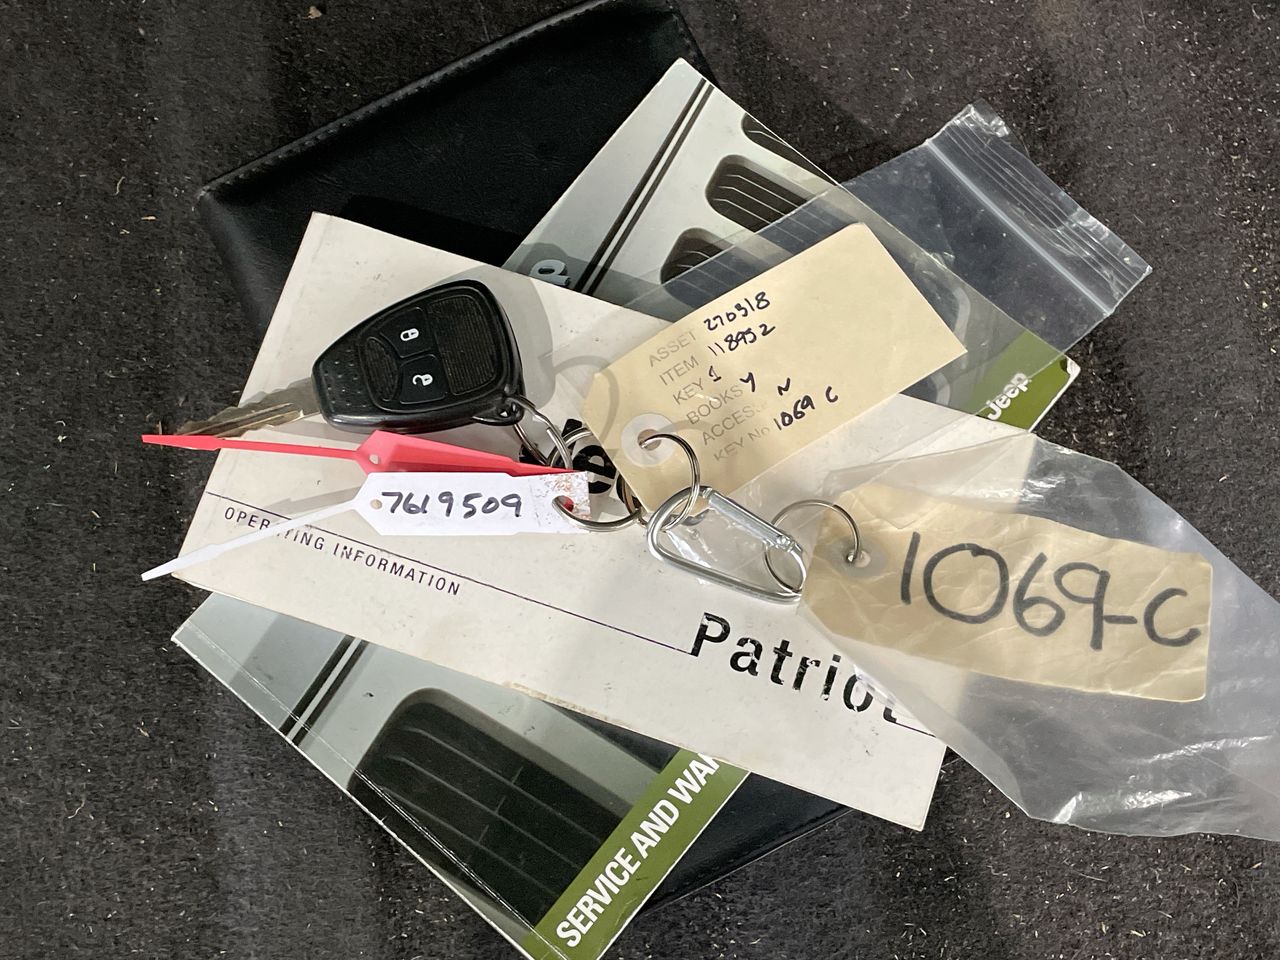 ASSET 270318
ITEM 118952
KEY 1
BOOKS Y
ACCESS N
KEY No 1069 C
Jeep
7619509
1069-C
OPERATING INFORMATION
Patriot
SERVICE AND WAR